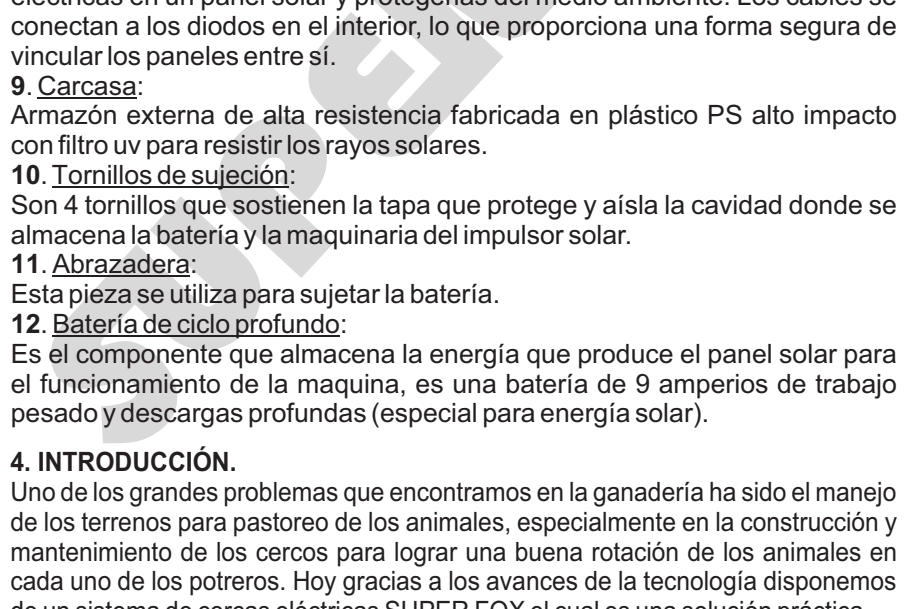 eléctricas en un panel solar y protegerlas del medio ambiente. Los cables se
conectan a los diodos en el interior, lo que proporciona una forma segura de
vincular los paneles entre sí.
9. Carcasa:
Armazón externa de alta resistencia fabricada en plástico PS alto impacto
con filtro uv para resistir los rayos solares.
10. Tornillos de sujeción:
Son 4 tornillos que sostienen la tapa que protege y aísla la cavidad donde se
almacena la batería y la maquinaria del impulsor solar.
11. Abrazadera:
Esta pieza se utiliza para sujetar la batería.
12. Batería de ciclo profundo:
Es el componente que almacena la energía que produce el panel solar para
el funcionamiento de la maquina, es una batería de 9 amperios de trabajo
pesado y descargas profundas (especial para energía solar).
4. INTRODUCCIÓN.
Uno de los grandes problemas que encontramos en la ganadería ha sido el manejo
de los terrenos para pastoreo de los animales, especialmente en la construcción y
mantenimiento de los cercos para lograr una buena rotación de los animales en
cada uno de los potreros. Hoy gracias a los avances de la tecnología disponemos
de un sistema de cercas eléctricas SUPER FOX el cual es una solución práctica